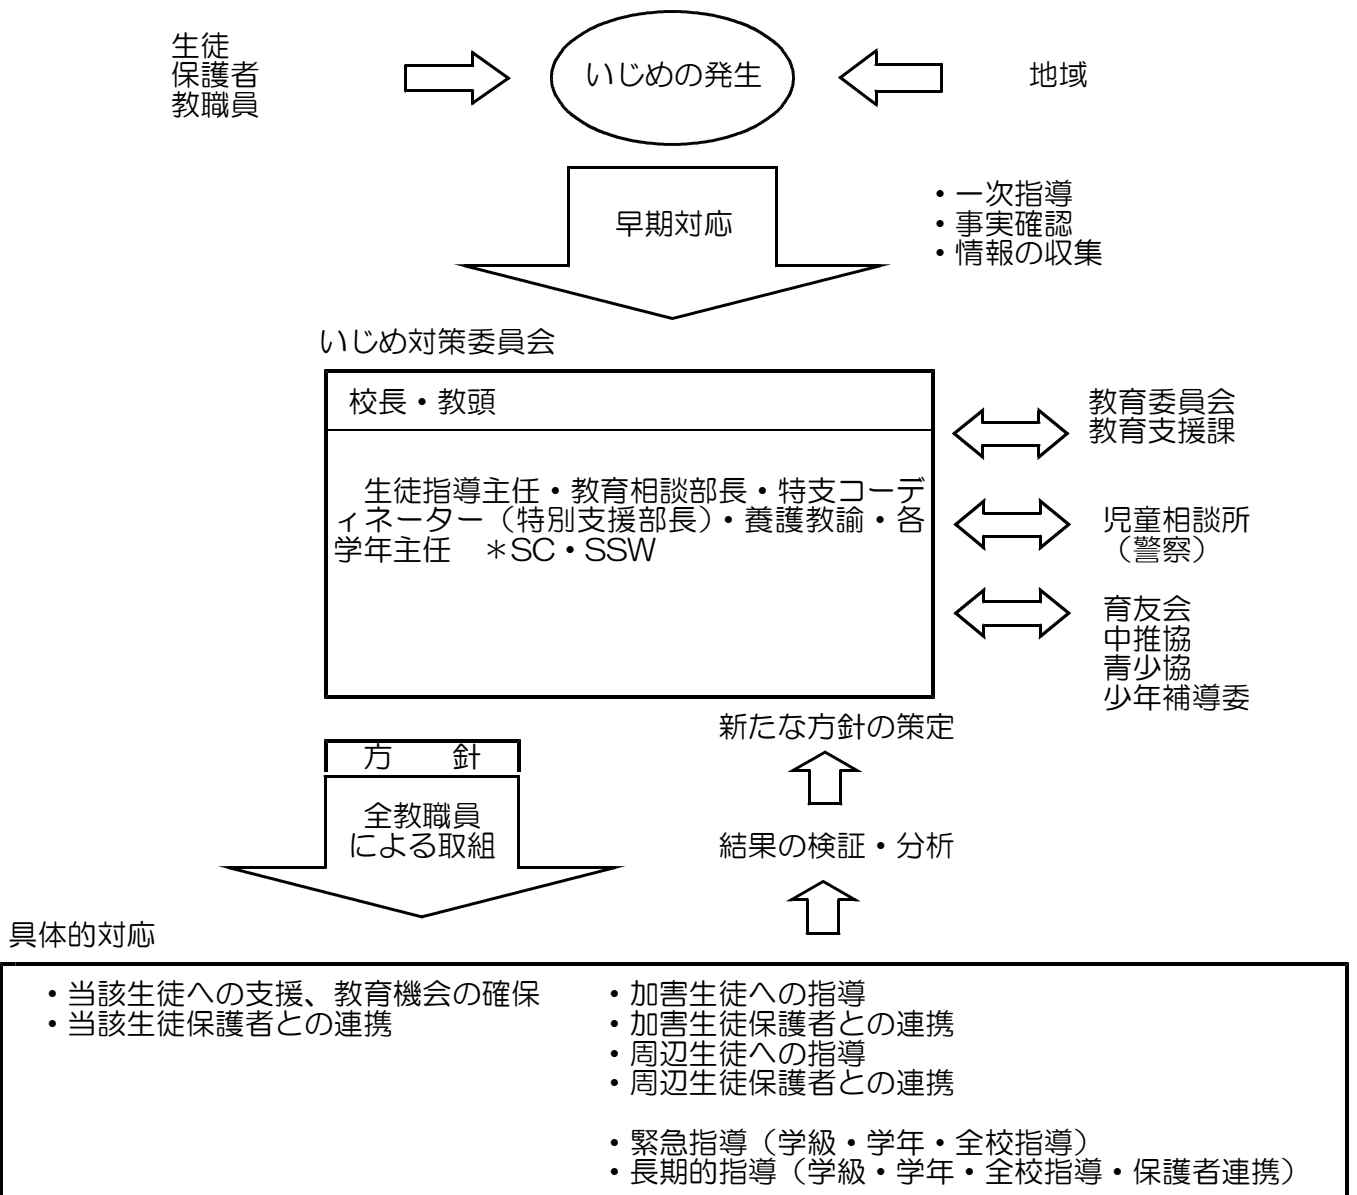 生徒
保護者
教職員
いじめの発生
地域
早期対応
・一次指導
・事実確認
・情報の収集
いじめ対策委員会
校長・教頭
生徒指導主任・教育相談部長・特支コーデ
ィネーター（特別支援部長）・養護教諭・各
学年主任　＊SC・SSW
教育委員会
教育支援課
児童相談所
（警察）
育友会
中推協
青少協
少年補導委
方　　針
全教職員
による取組
新たな方針の策定
結果の検証・分析
具体的対応
・当該生徒への支援、教育機会の確保
・当該生徒保護者との連携
・加害生徒への指導
・加害生徒保護者との連携
・周辺生徒への指導
・周辺生徒保護者との連携
・緊急指導（学級・学年・全校指導）
・長期的指導（学級・学年・全校指導・保護者連携）